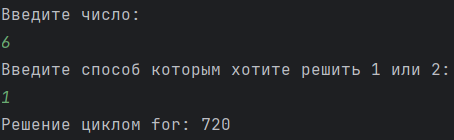 Введите число:
6
Введите способ которым хотите решить 1 или 2:
1
Решение циклом for: 720